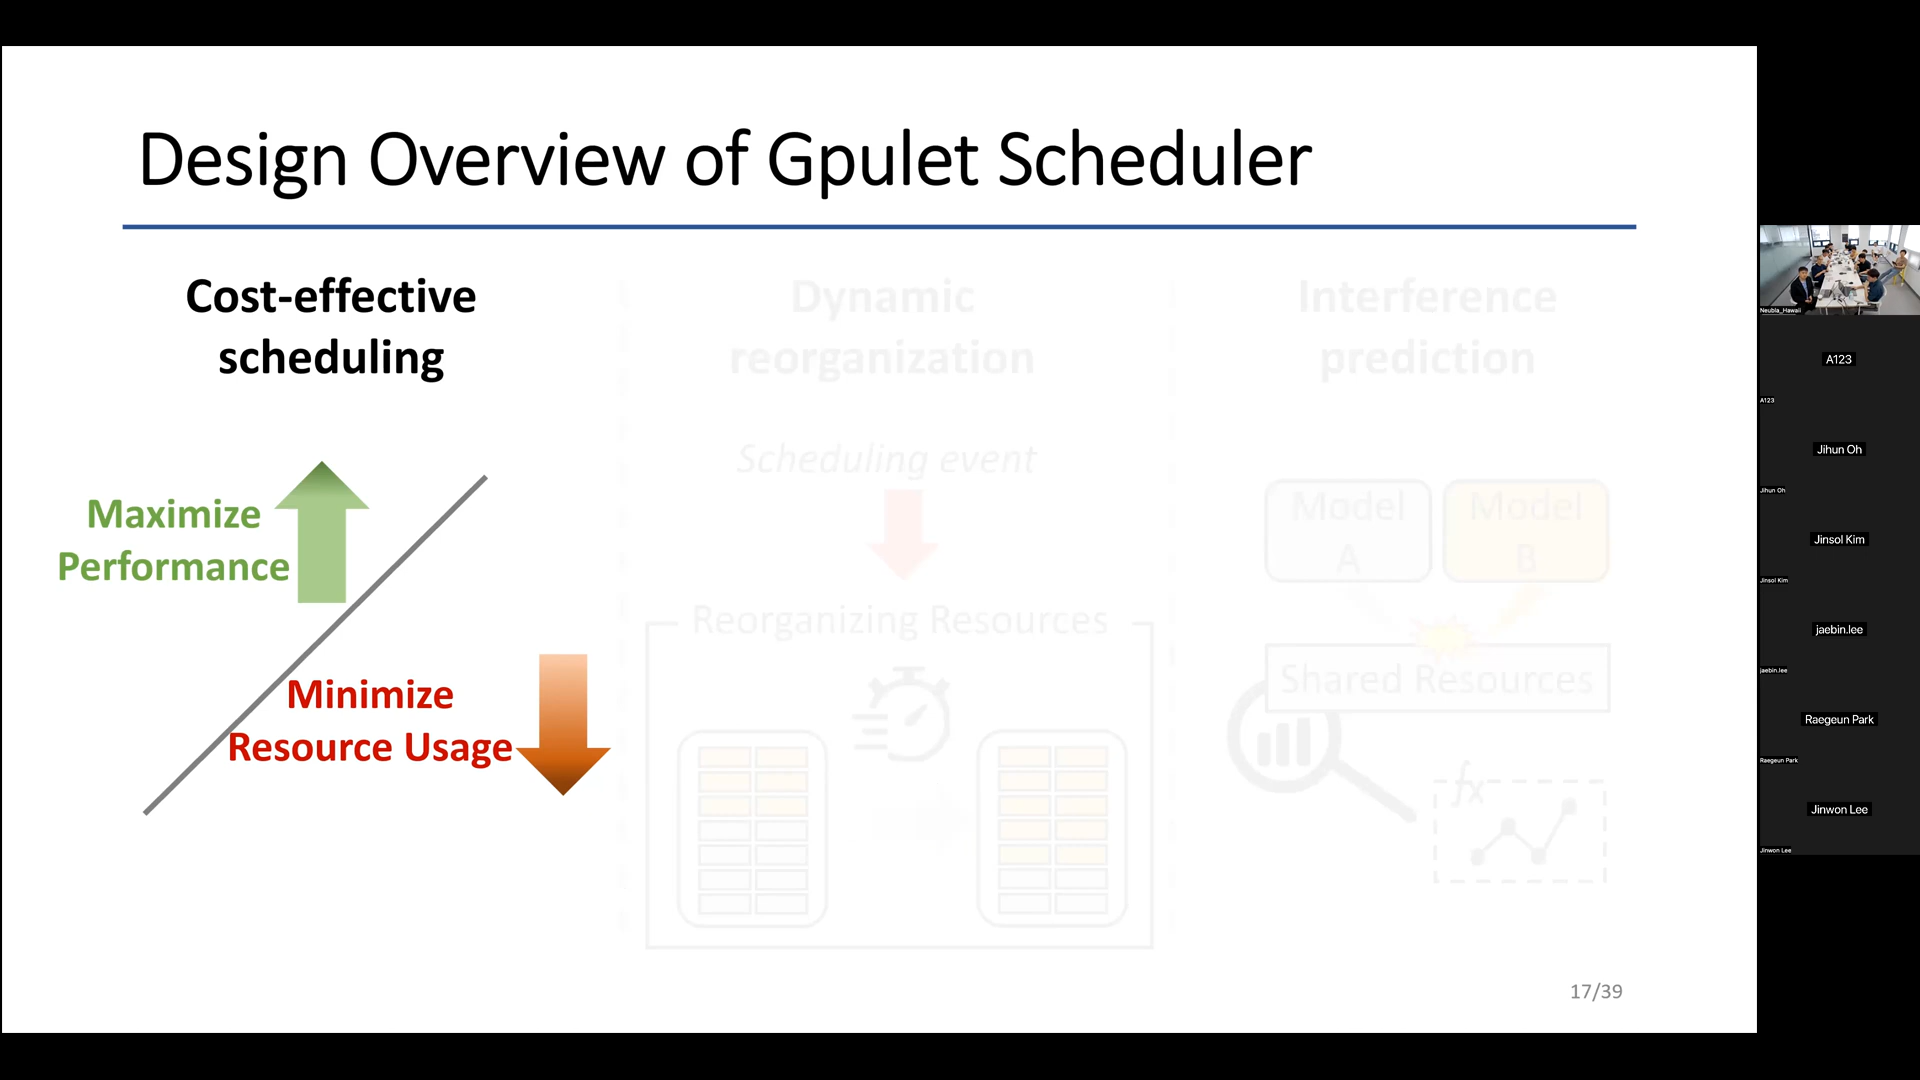 Design Overview of Gpulet Scheduler
Cost-effective
scheduling
Maximize
Performance
Minimize
Resource Usage
Dynamic
reorganization
Scheduling event
Reorganizing Resources
Interference
prediction
Model
A
Model
B
Shared Resources
fx
17/39
Neubla_Hawaii
A123
A123
Jihun Oh
Jihun Oh
Jinsol Kim
Jinsol Kim
jaebin.lee
jaebin.lee
Raegeun Park
Raegeun Park
Jinwon Lee
Jinwon Lee